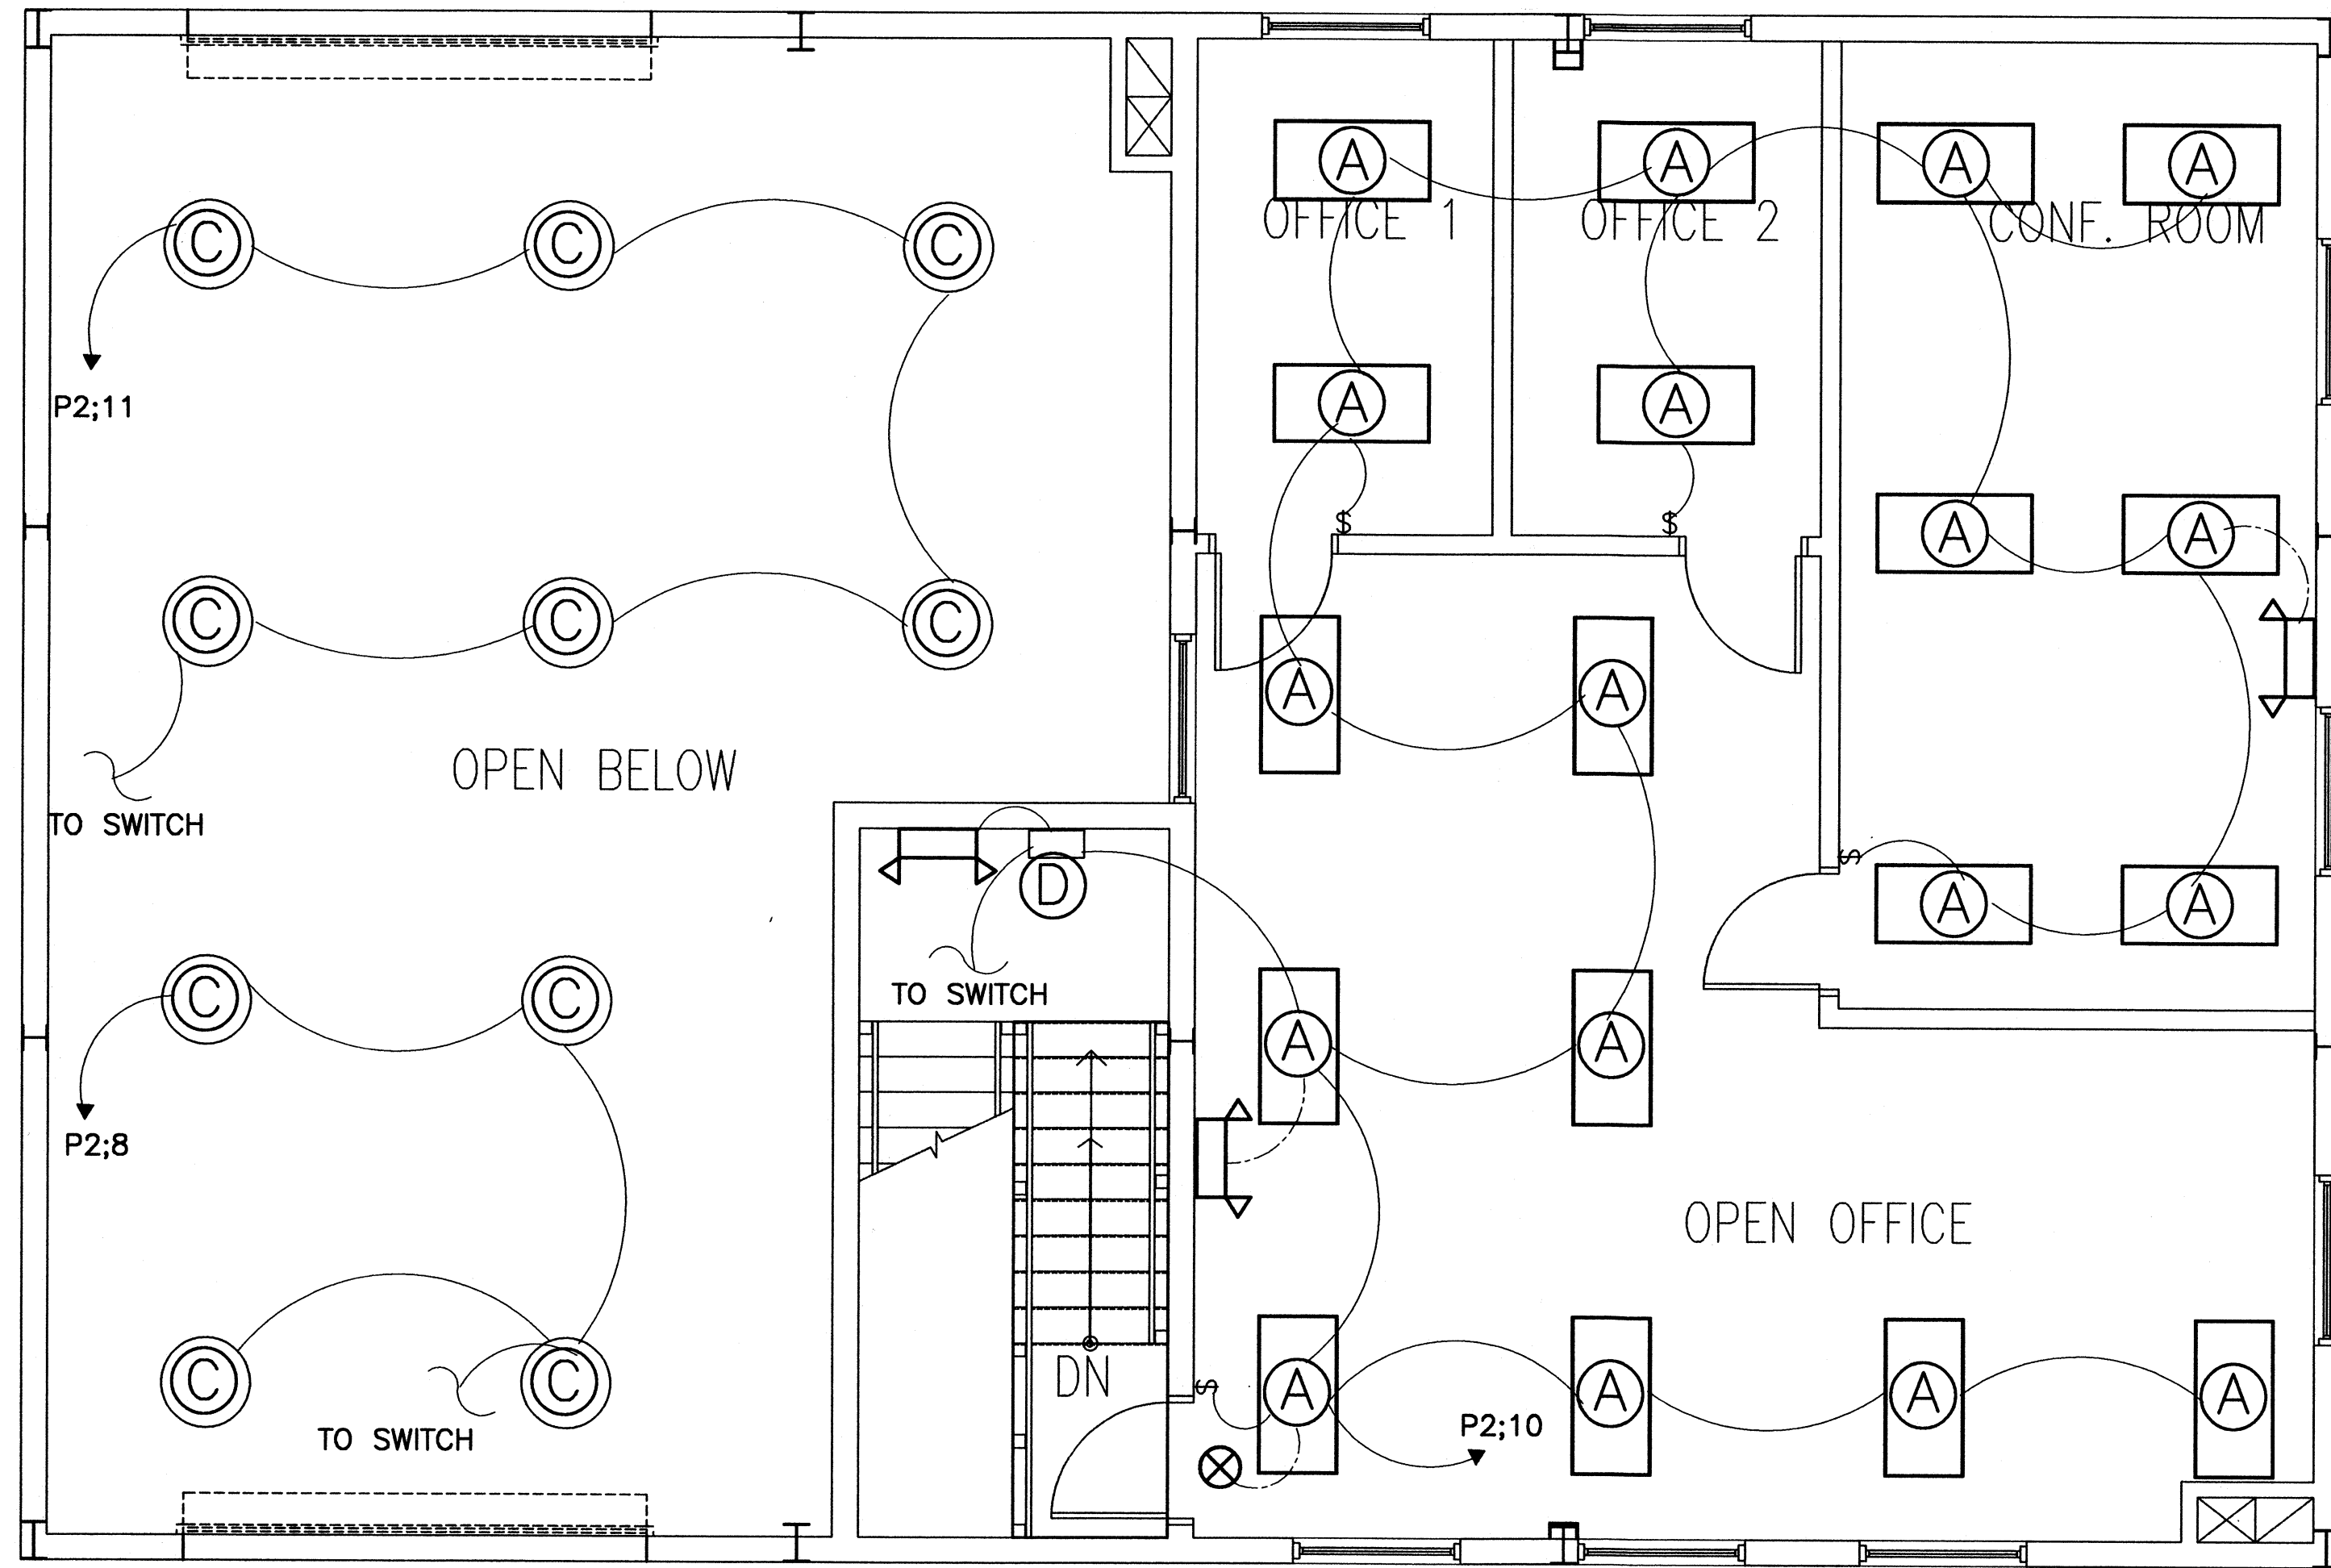 A A A A
OFFICE 1 OFFICE 2 CONF. ROOM
C C C
P2;11
A A
$ $
A A
C C C
A A
OPEN BELOW
TO SWITCH
$
D
A A
C C
TO SWITCH
A A
P2;8
OPEN OFFICE
DN
$
C C
A A A A
P2;10
TO SWITCH